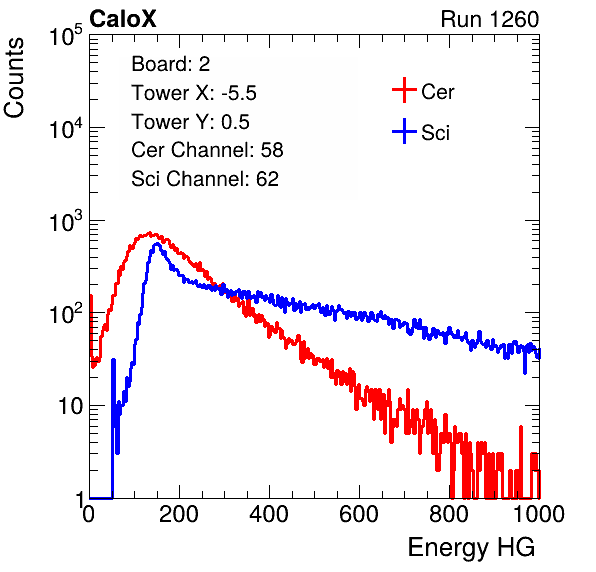 CaloX Run 1260
Counts
Board: 2
Tower X: -5.5
Tower Y: 0.5
Cer Channel: 58
Sci Channel: 62
Cer
Sci
10^5
10^4
10^3
10^2
10
1
0 200 400 600 800 1000
Energy HG